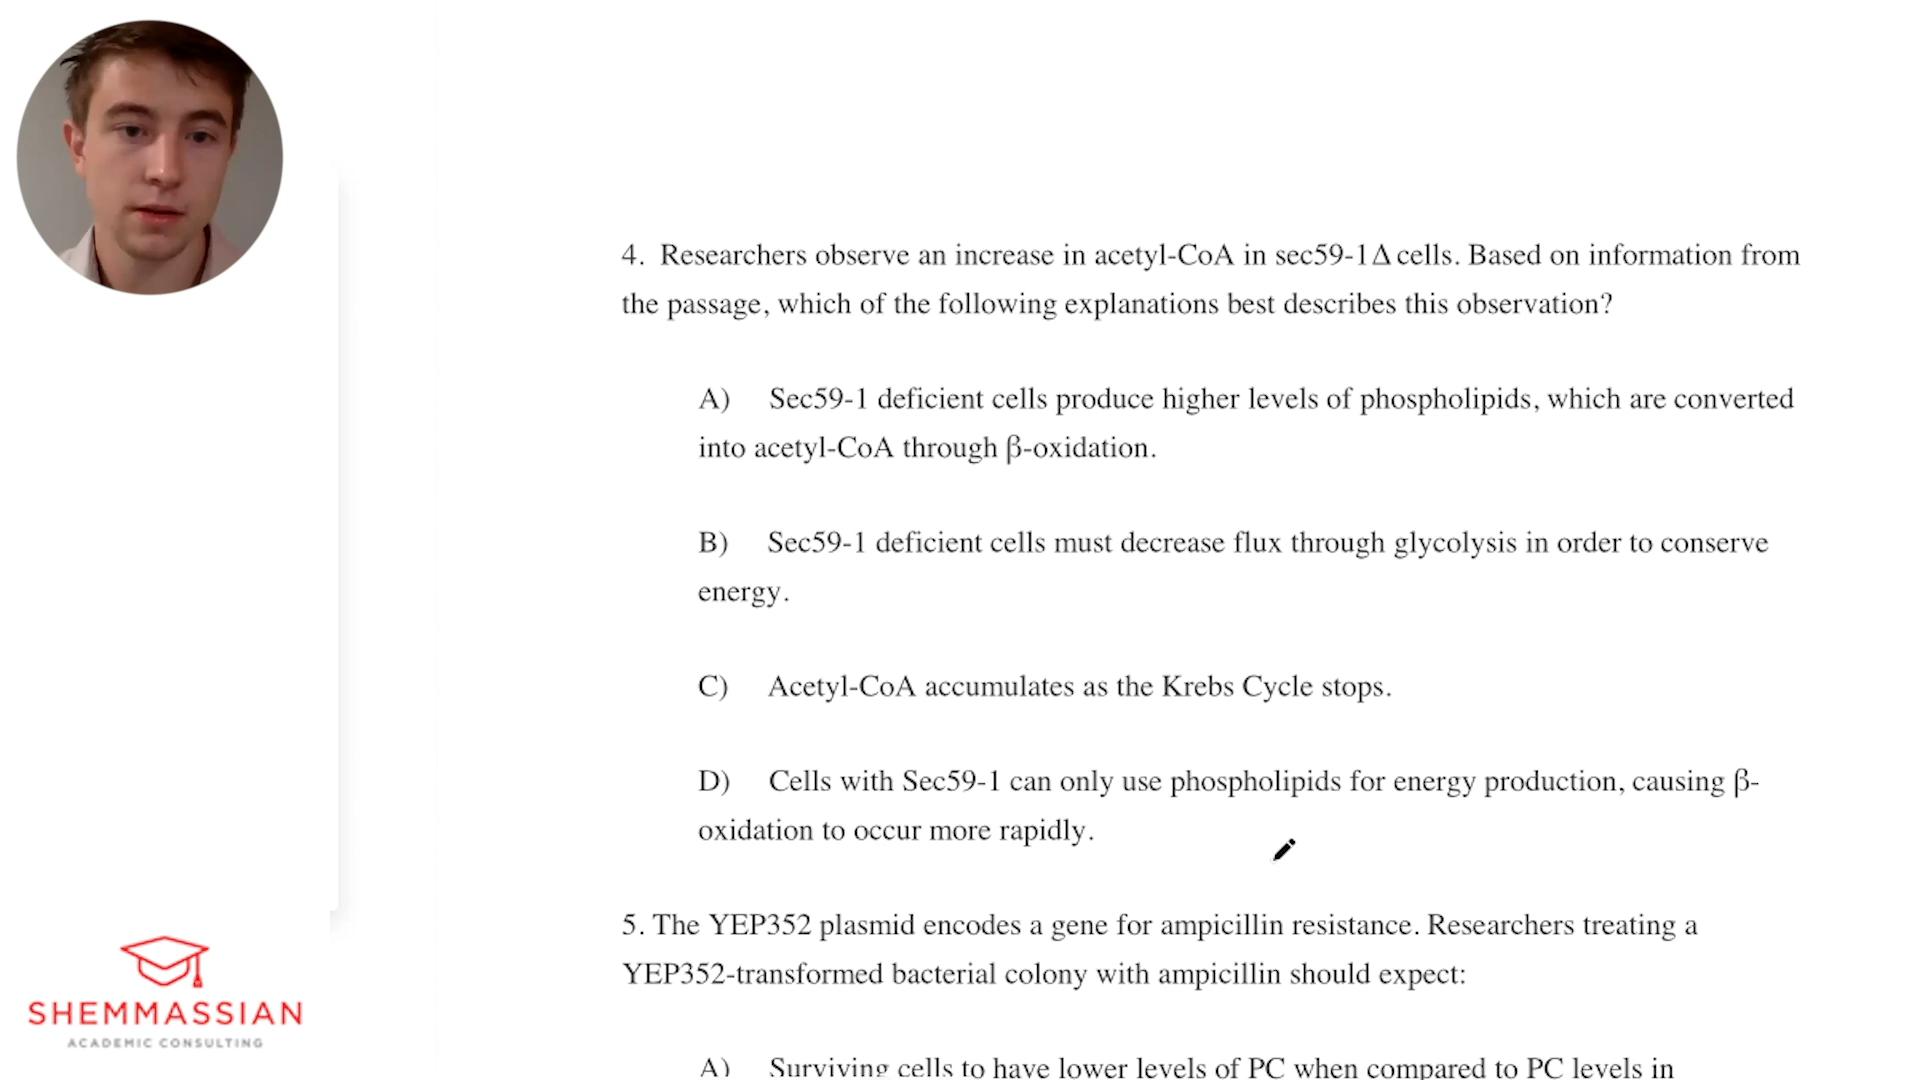 4. Researchers observe an increase in acetyl-CoA in sec59-1Δ cells. Based on information from
the passage, which of the following explanations best describes this observation?
A) Sec59-1 deficient cells produce higher levels of phospholipids, which are converted
into acetyl-CoA through β-oxidation.
B) Sec59-1 deficient cells must decrease flux through glycolysis in order to conserve
energy.
C) Acetyl-CoA accumulates as the Krebs Cycle stops.
D) Cells with Sec59-1 can only use phospholipids for energy production, causing β-
oxidation to occur more rapidly.
5. The YEP352 plasmid encodes a gene for ampicillin resistance. Researchers treating a
YEP352-transformed bacterial colony with ampicillin should expect:
A) Surviving cells to have lower levels of PC when compared to PC levels in
SHEMMASSIAN
ACADEMIC CONSULTING